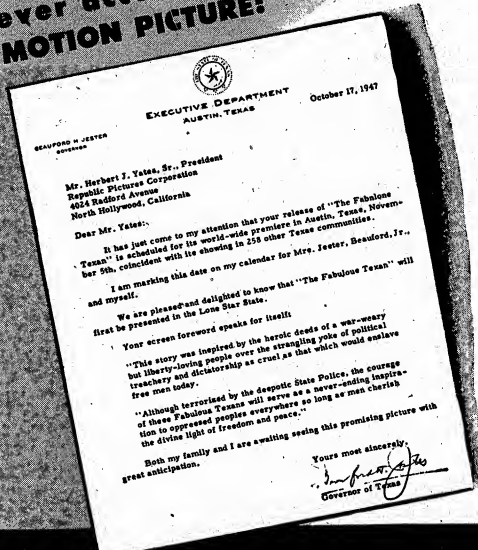 ever
MOTION PICTURE!
EXECUTIVE DEPARTMENT
AUSTIN, TEXAS
October 17, 1947
BEAUFORD H JESTER
GOVERNOR
Mr. Herbert J. Yates, Sr., President
Republic Pictures Corporation
4024 Radford Avenue
North Hollywood, California
Dear Mr. Yates:
It has just come to my attention that your release of "The Fabulous
Texan" is scheduled for its world-wide premiere in Austin, Texas, Novem-
ber 5th, coincident with its showing in 258 other Texas communities.
I am marking this date on my calendar for Mrs. Jester, Beauford, Jr.,
and myself.
We are pleased and delighted to know that "The Fabulous Texan" will
first be presented in the Lone Star State.
Your screen foreword speaks for itself:
"This story was inspired by the heroic deeds of a war-weary
but liberty-loving people over the strangling yoke of political
treachery and dictatorship as cruel as that which would enslave
free men today.
"Although terrorized by the despotic State Police, the courage
of these Fabulous Texans will serve as a never-ending inspira-
tion to oppressed peoples everywhere so long as men cherish
the divine light of freedom and peace."
Both my family and I are awaiting seeing this promising picture with
great anticipation.
Yours most sincerely,
Governor of Texas